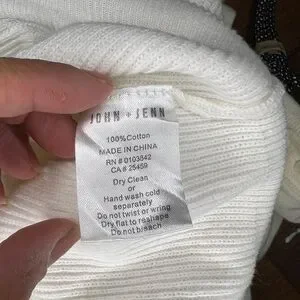 JOHN + JENN
100%Cotton
MADE IN CHINA
RN # 0103842
CA # 25459
Dry Clean
or
Hand wash cold
separately
Do not twist or wring
Dry flat to reshape
Do not bleach